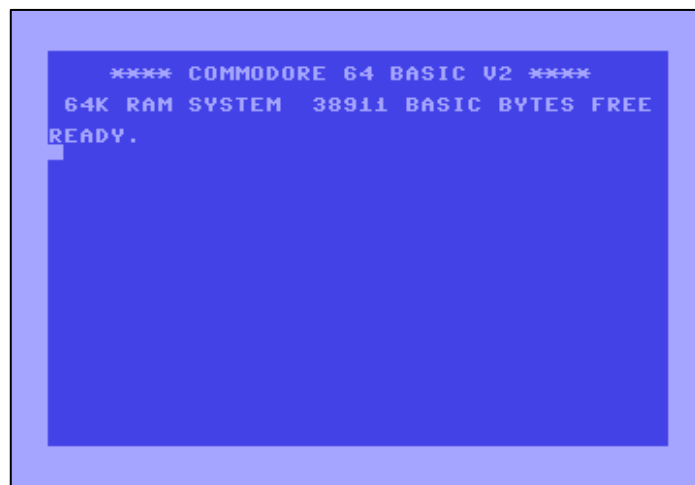 **** COMMODORE 64 BASIC V2 ****
64K RAM SYSTEM  38911 BASIC BYTES FREE
READY.